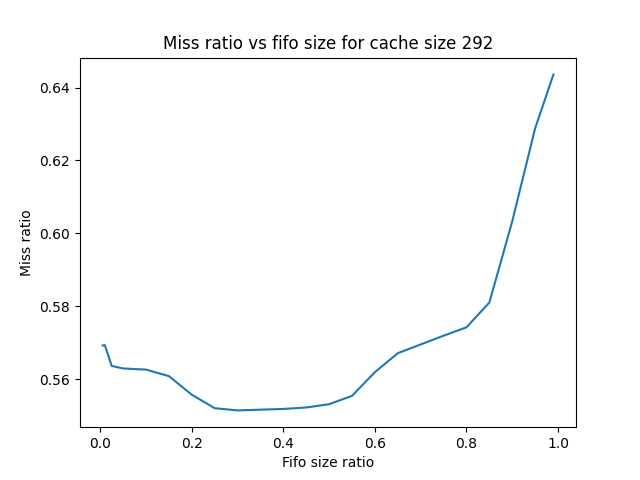 Miss ratio vs fifo size for cache size 292
Miss ratio
0.64
0.62
0.60
0.58
0.56
0.0 0.2 0.4 0.6 0.8 1.0
Fifo size ratio